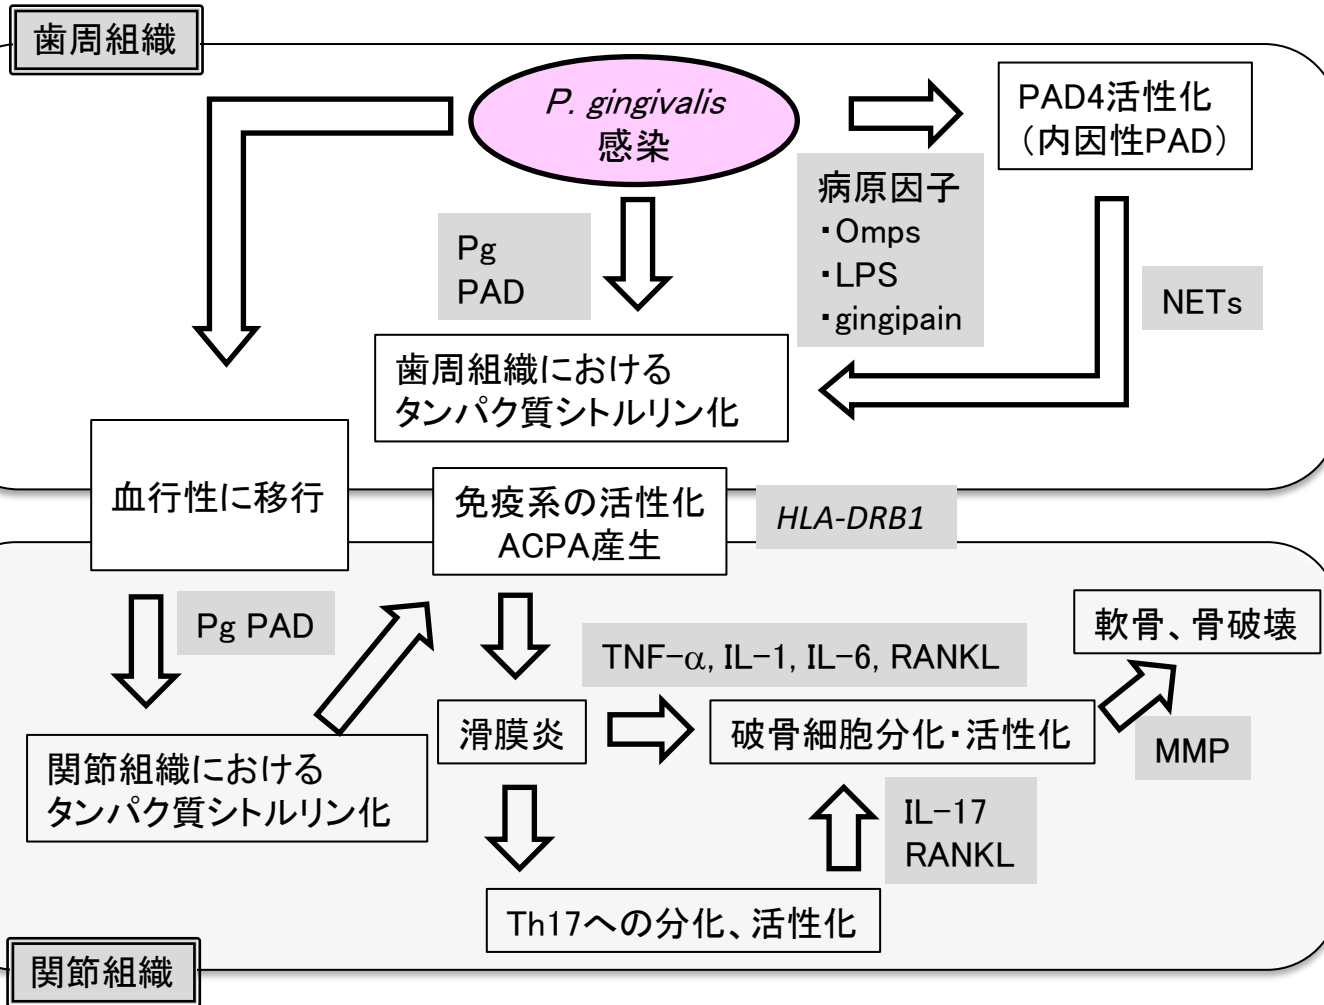 歯周組織
P. gingivalis
感染
PAD4活性化
（内因性PAD）
病原因子
・Omps
・LPS
・gingipain
Pg
PAD
NETs
歯周組織における
タンパク質シトルリン化
血行性に移行
免疫系の活性化
ACPA産生
HLA-DRB1
Pg PAD
TNF-α, IL-1, IL-6, RANKL
軟骨、骨破壊
滑膜炎
破骨細胞分化・活性化
MMP
関節組織における
タンパク質シトルリン化
IL-17
RANKL
Th17への分化、活性化
関節組織